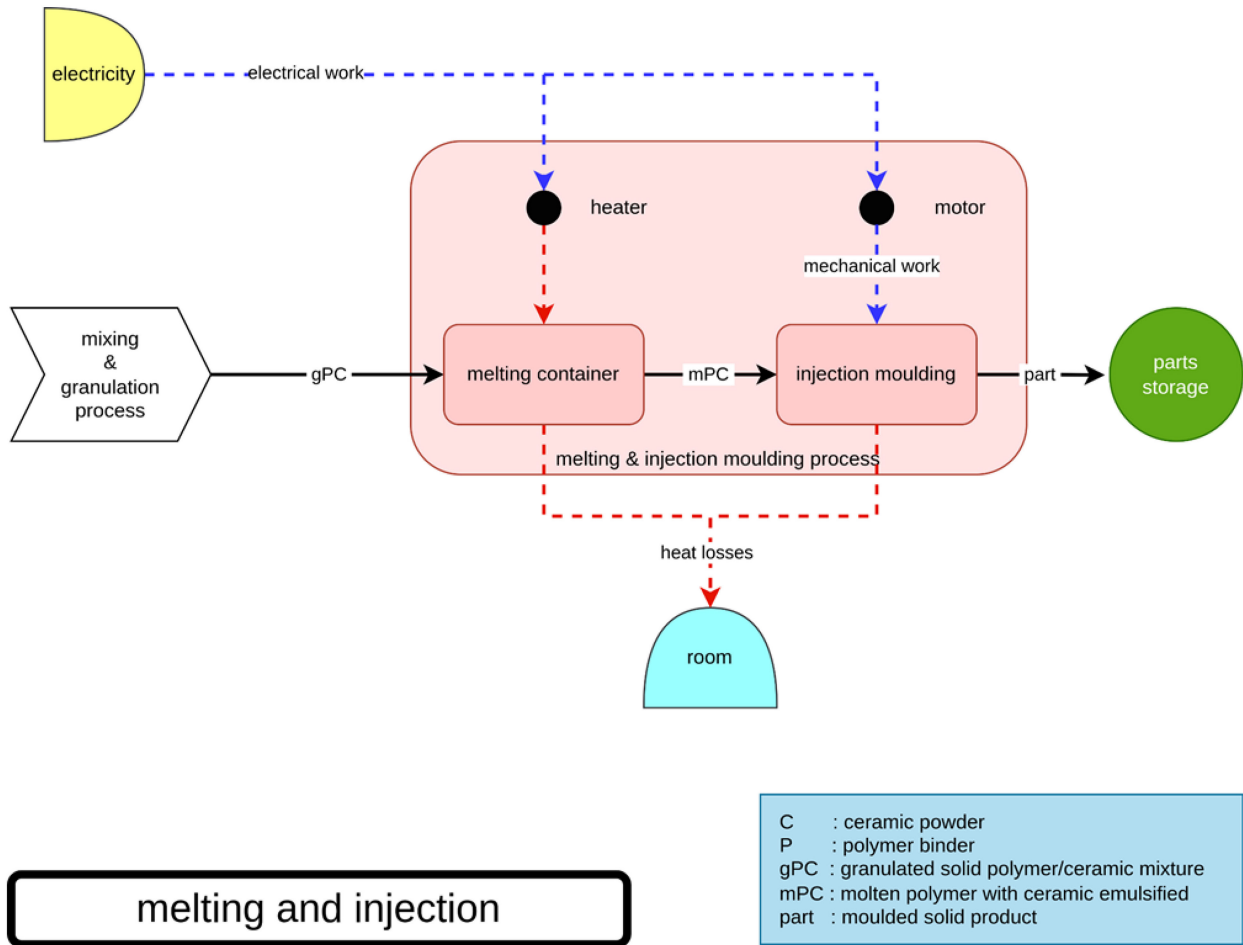 electricity
electrical work
heater
motor
mechanical work
mixing
&
granulation
process
gPC
melting container
mPC
injection moulding
part
parts
storage
melting & injection moulding process
heat losses
room
C : ceramic powder
P : polymer binder
gPC : granulated solid polymer/ceramic mixture
mPC : molten polymer with ceramic emulsified
part : moulded solid product
melting and injection